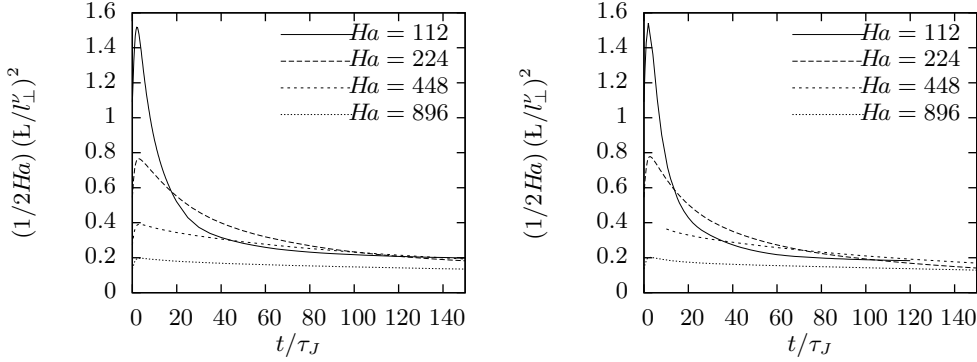 1.6
1.4
1.2
1
0.8
0.6
0.4
0.2
0
0 20 40 60 80 100 120 140
(1/2Ha) (Ł/l⊥^ν)^2
t/τ_J
Ha = 112
Ha = 224
Ha = 448
Ha = 896
1.6
1.4
1.2
1
0.8
0.6
0.4
0.2
0
0 20 40 60 80 100 120 140
(1/2Ha) (Ł/l⊥^ν)^2
t/τ_J
Ha = 112
Ha = 224
Ha = 448
Ha = 896